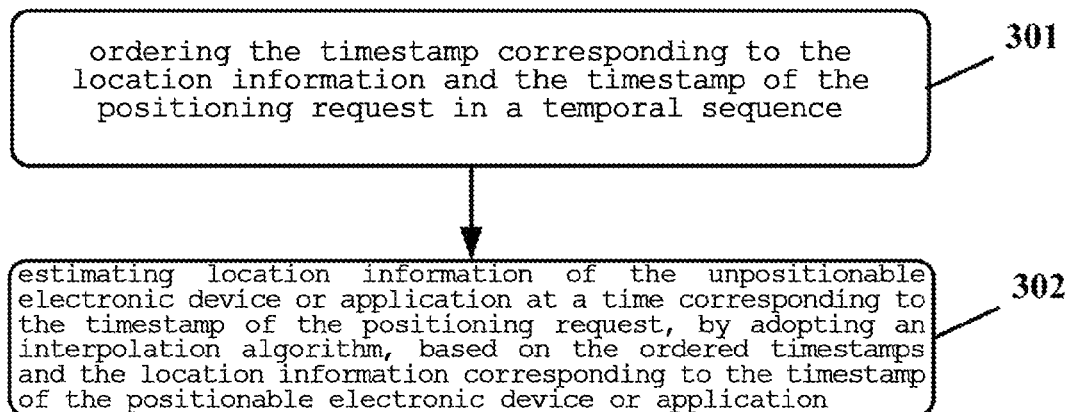 ordering the timestamp corresponding to the
location information and the timestamp of the
positioning request in a temporal sequence
301
estimating location information of the unpositionable
electronic device or application at a time corresponding to
the timestamp of the positioning request, by adopting an
interpolation algorithm, based on the ordered timestamps
and the location information corresponding to the timestamp
of the positionable electronic device or application
302